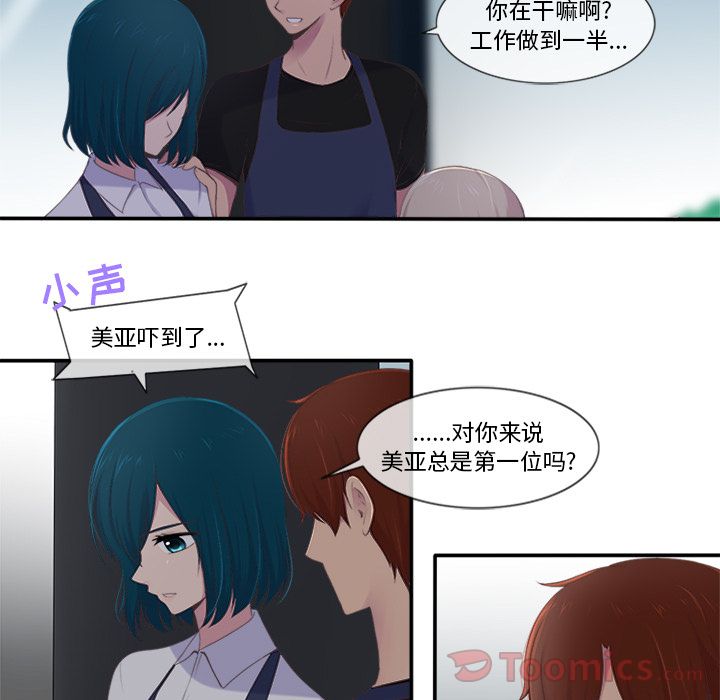 你在干嘛啊?
工作做到一半...
小声
美亚吓到了...
......对你来说
美亚总是第一位吗?
Toomics.com